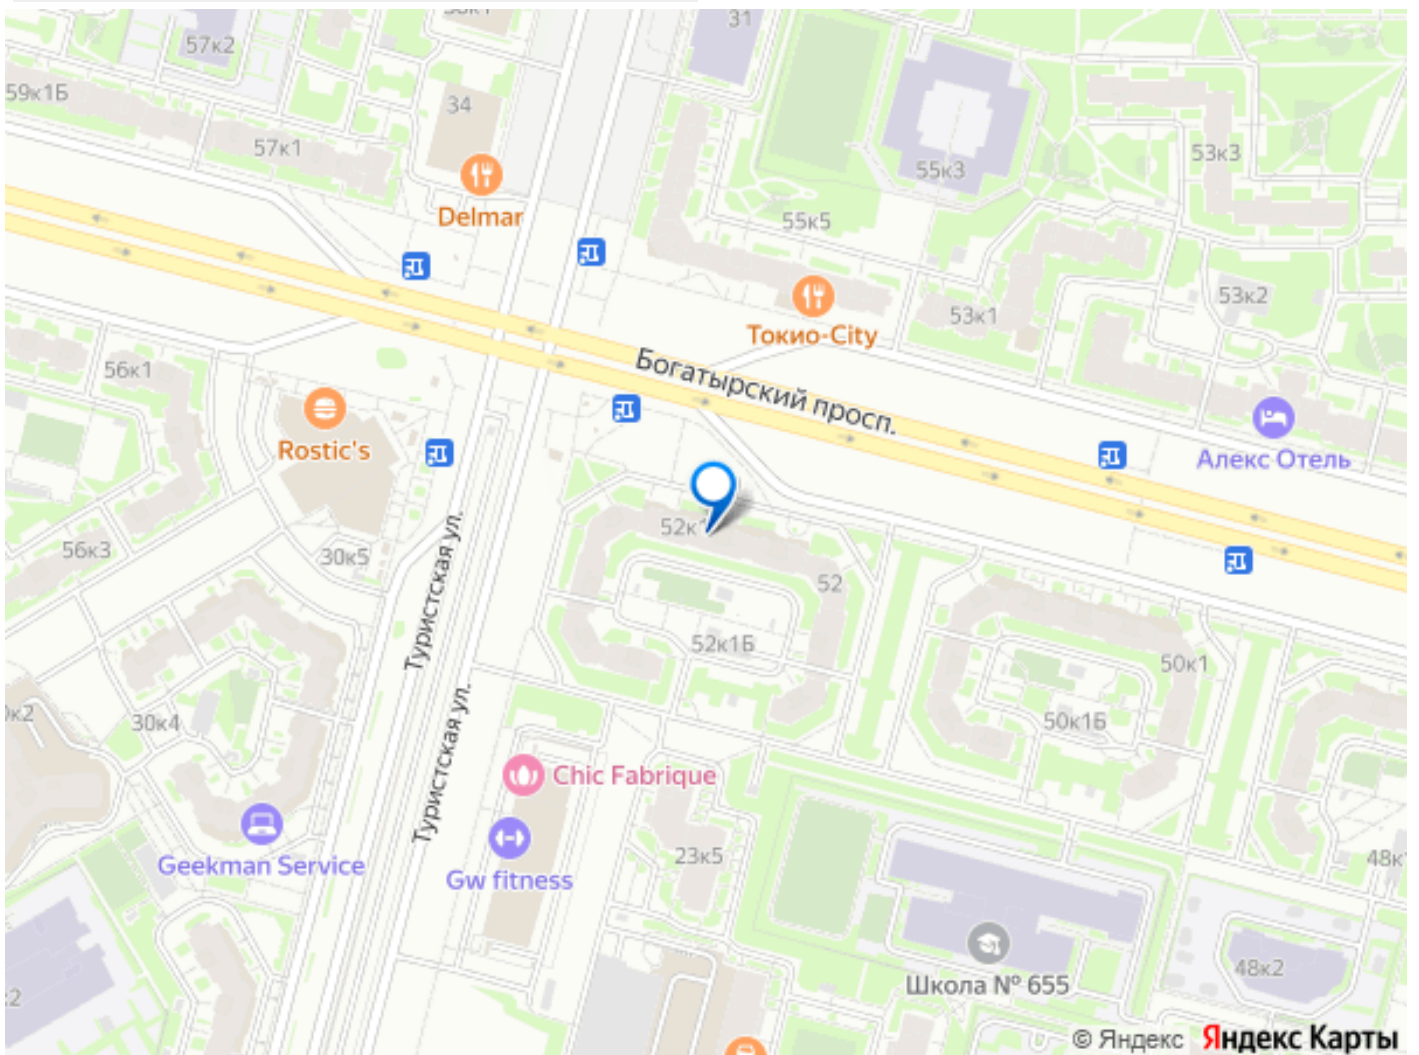 31
57к2
59к1Б
34
57к1
53к3
55к3
Delmar
55к5
53к2
53к1
Токио-City
Богатырский просп.
56к1
Rostic's
Алекс Отель
52к1
56к3
30к5
Туристская ул.
52
52к1Б
50к1
30к4
50к1Б
Туристская ул.
Chic Fabrique
Geekman Service
Gw fitness
23к5
Школа № 655
48к2
© Яндекс Яндекс Карты